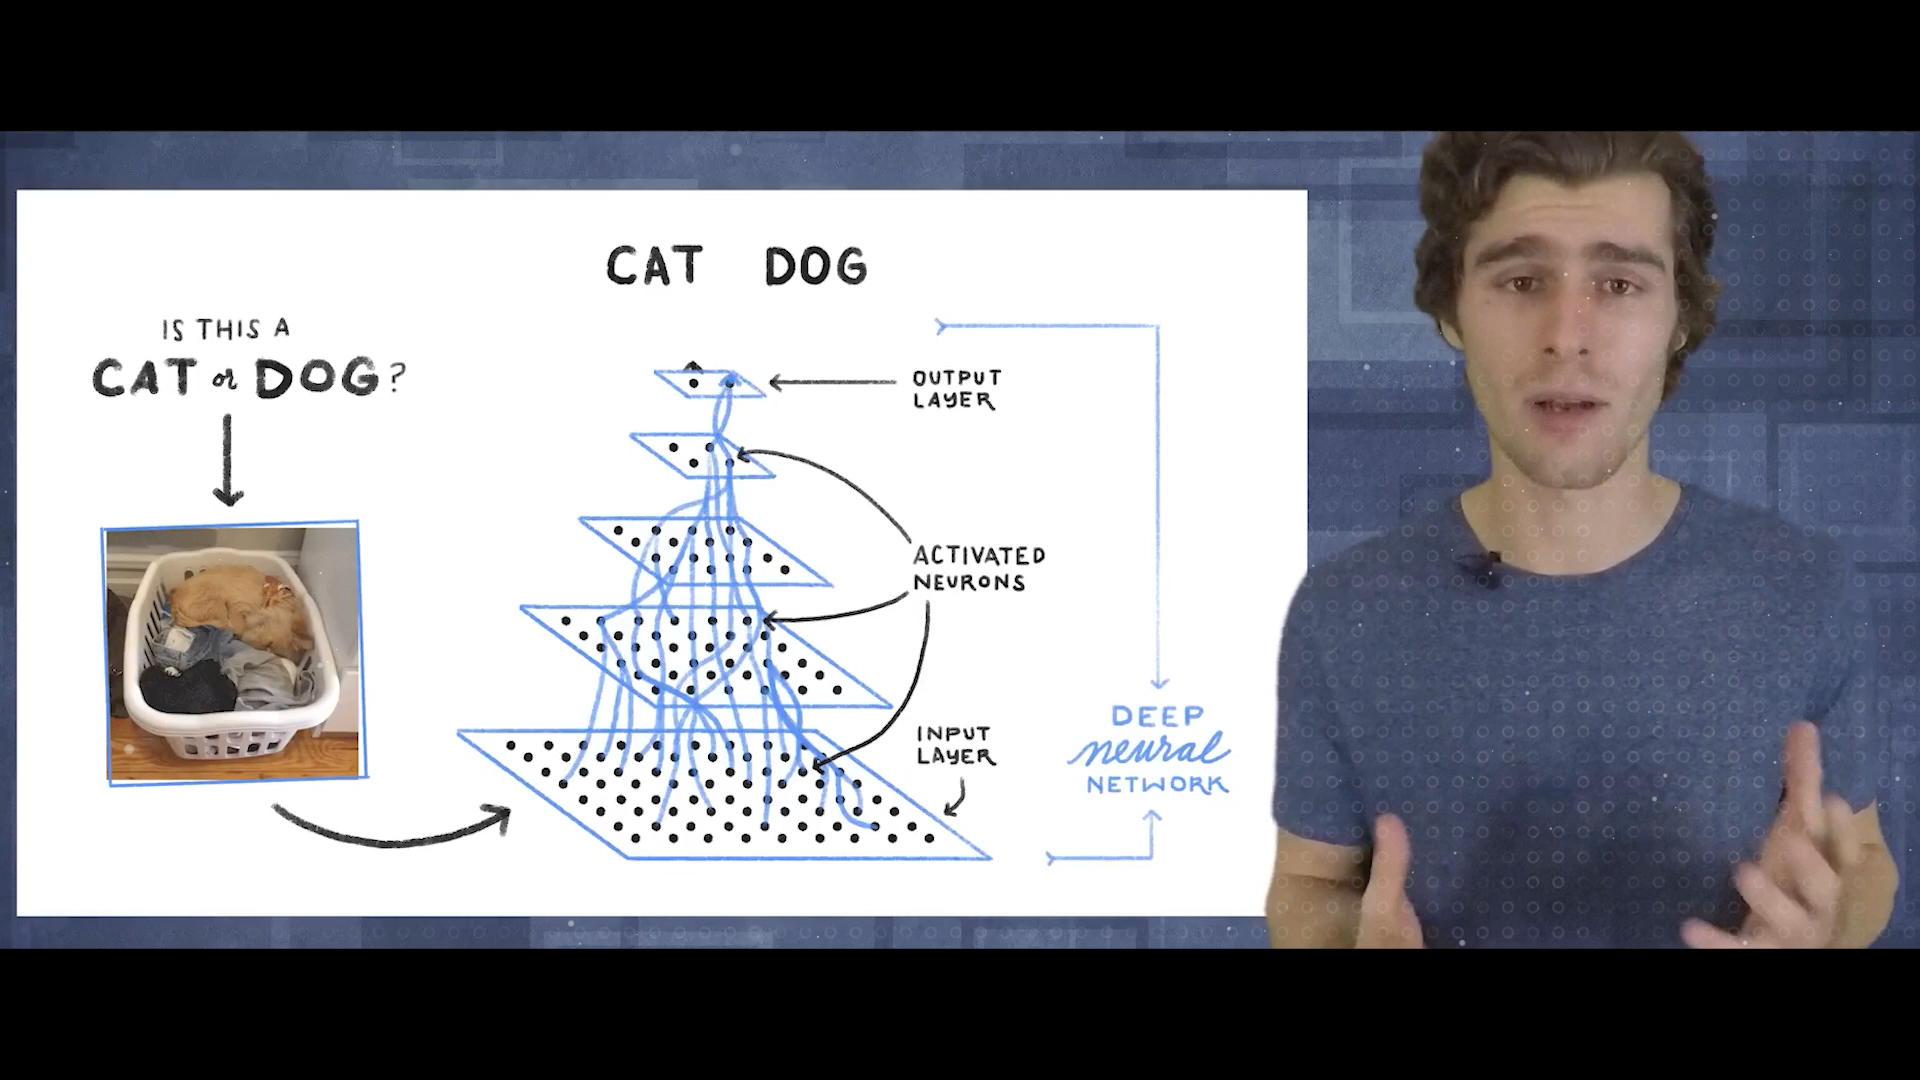 CAT DOG
IS THIS A
CAT or DOG?
OUTPUT
LAYER
ACTIVATED
NEURONS
INPUT
LAYER
DEEP
neural
NETWORK